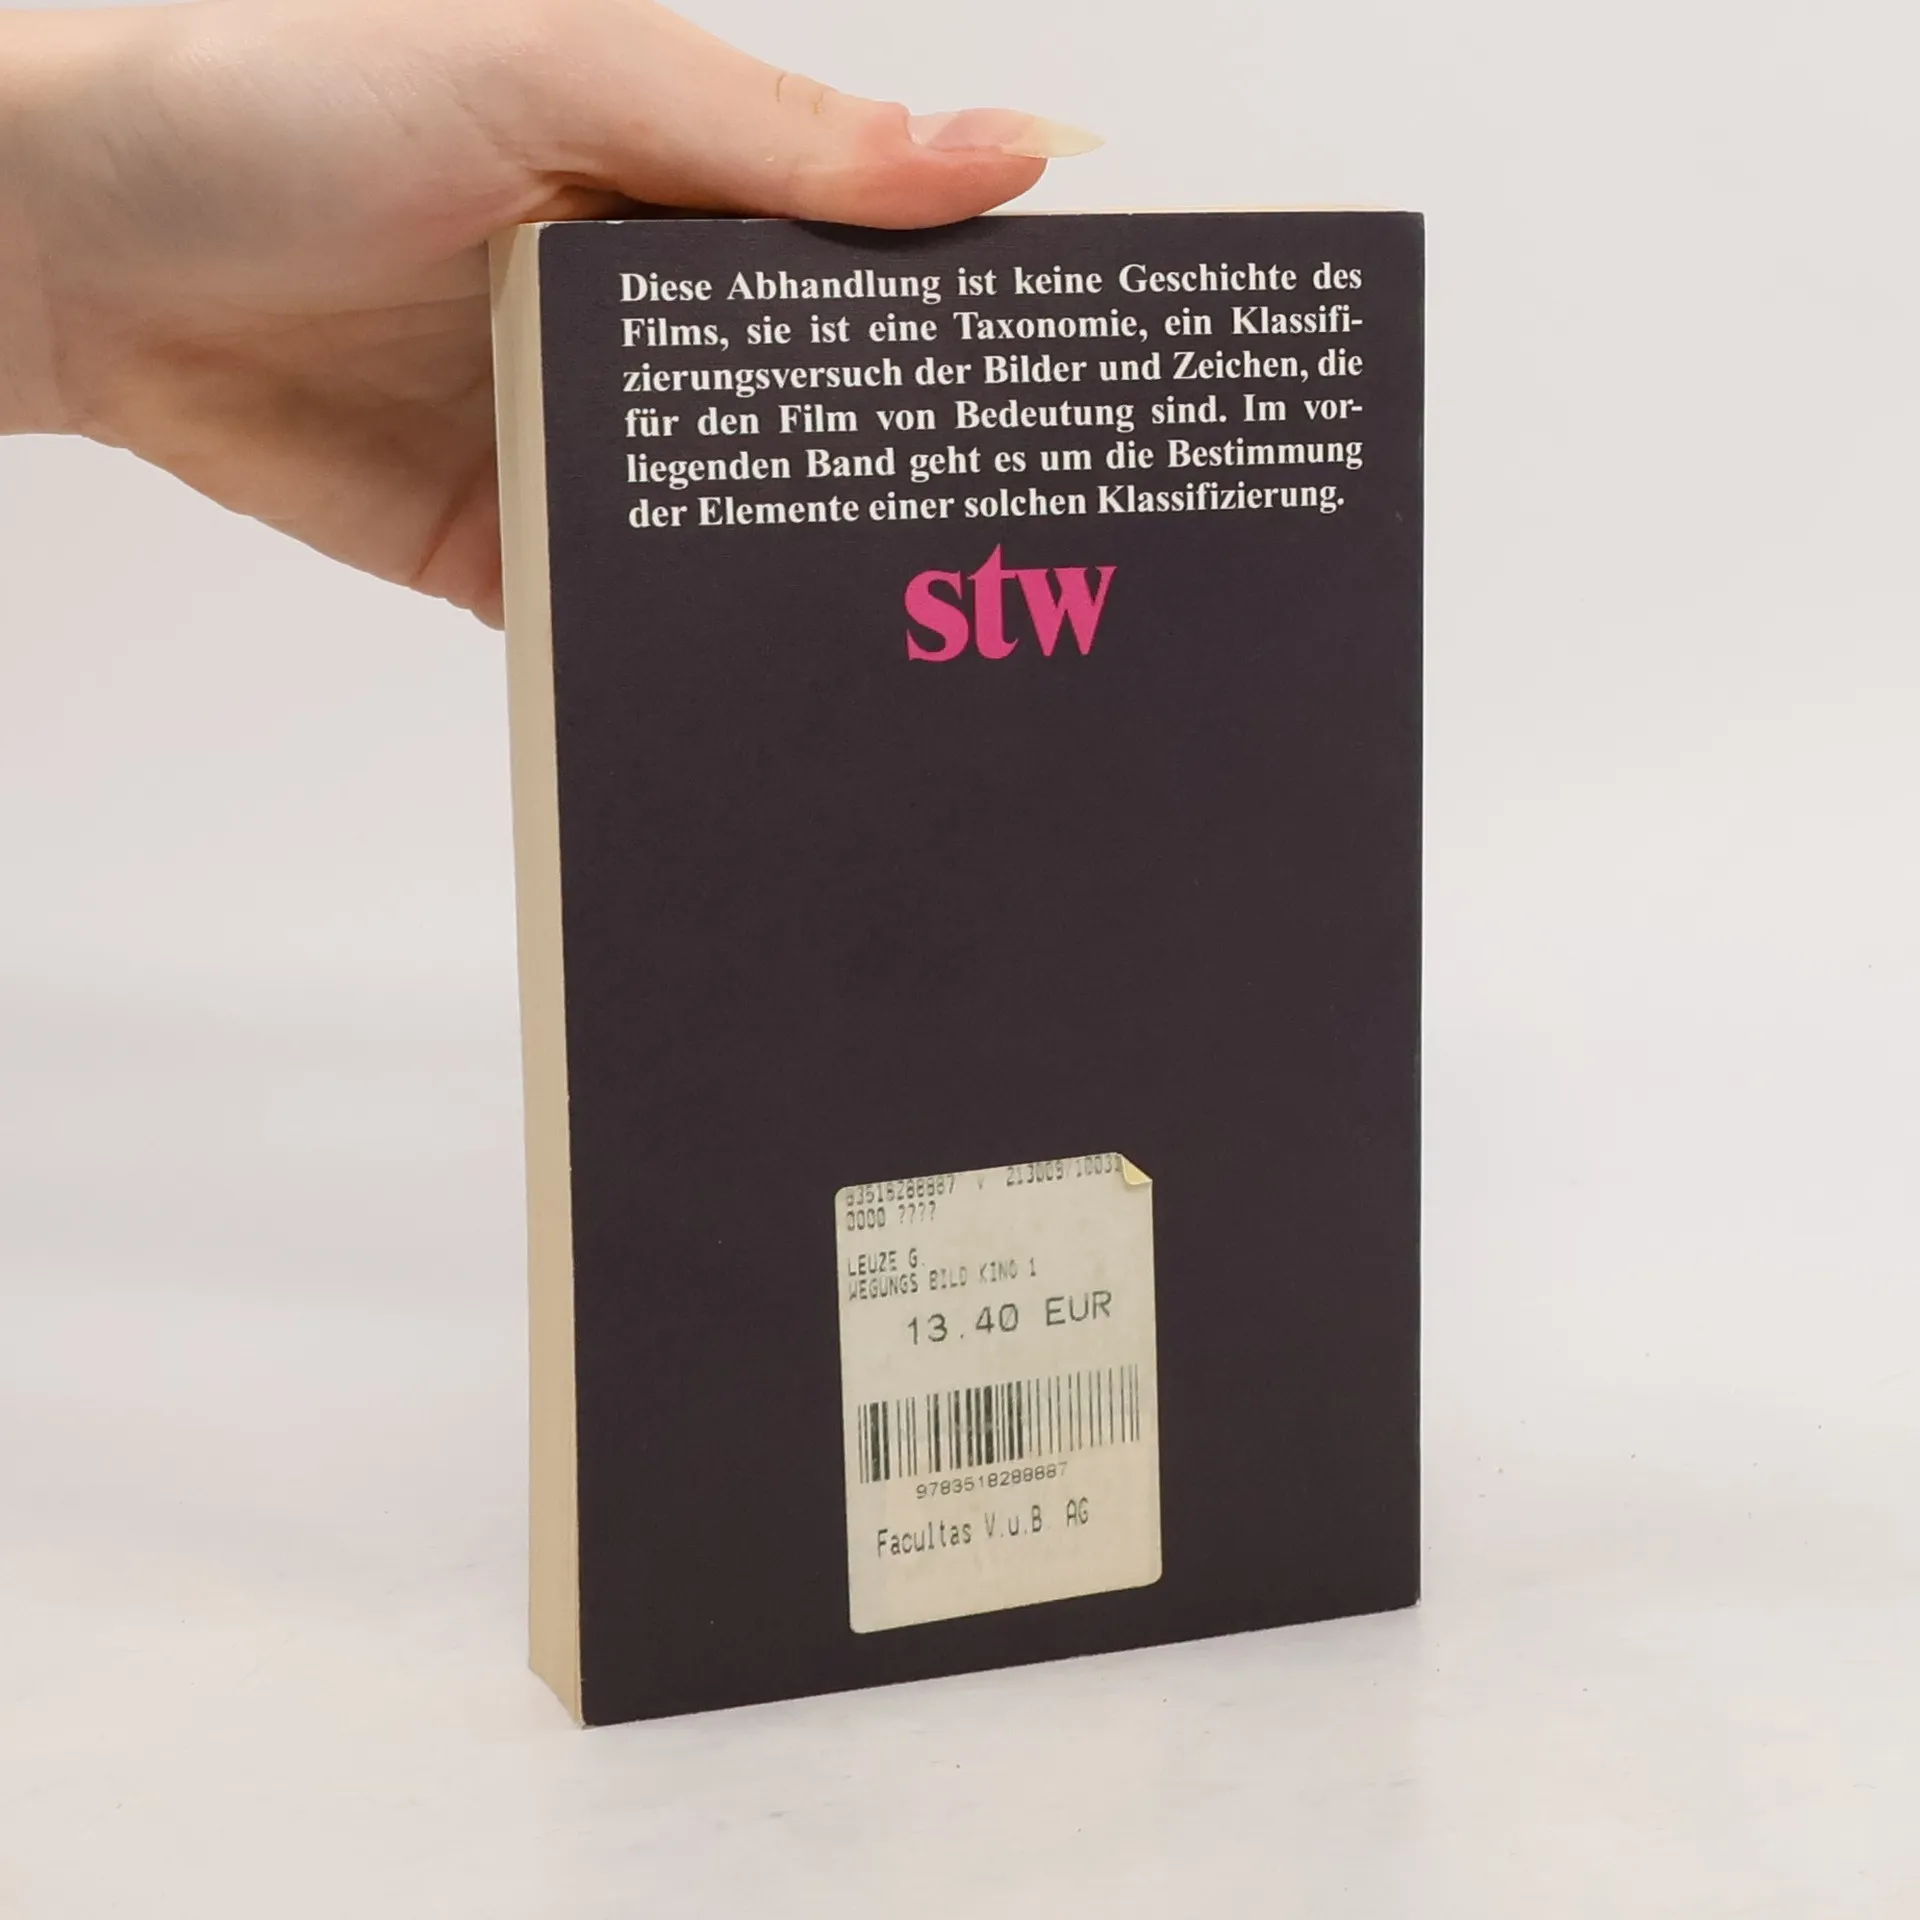 Diese Abhandlung ist keine Geschichte des
Films, sie ist eine Taxonomie, ein Klassifi-
zierungsversuch der Bilder und Zeichen, die
für den Film von Bedeutung sind. Im vor-
liegenden Band geht es um die Bestimmung
der Elemente einer solchen Klassifizierung.
stw
0000 ????
LEUZE G.
WEGUNGS BILD KINO 1
13.40 EUR
9783518288887
Facultas V.u.B. AG